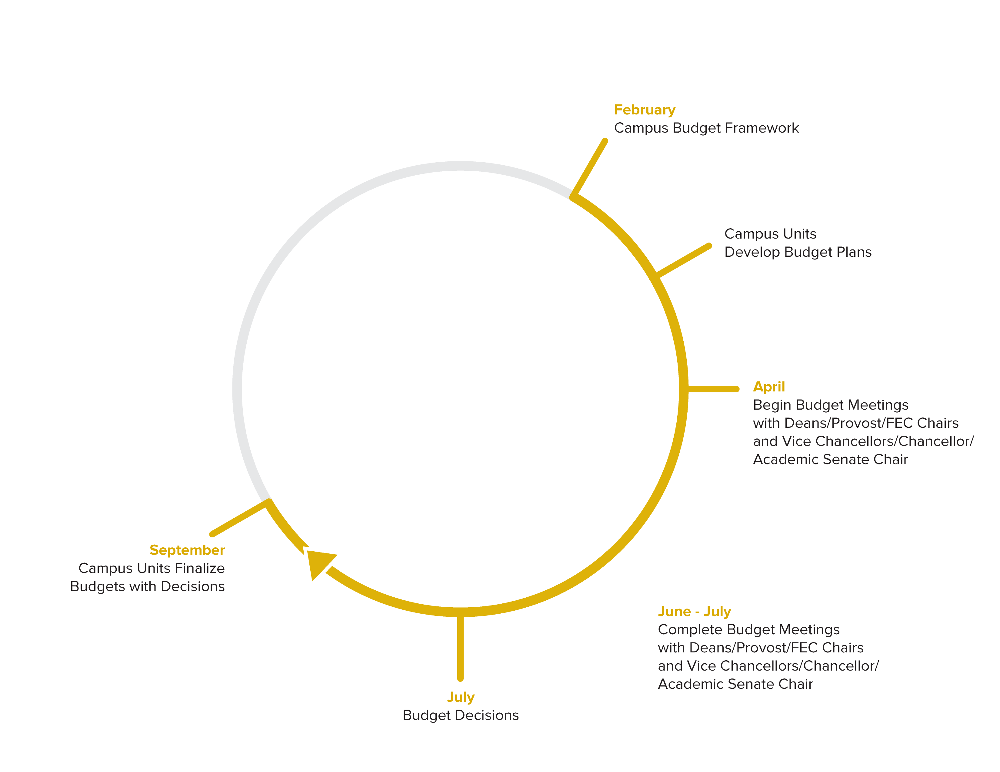 February
Campus Budget Framework
Campus Units
Develop Budget Plans
April
Begin Budget Meetings
with Deans/Provost/FEC Chairs
and Vice Chancellors/Chancellor/
Academic Senate Chair
June - July
Complete Budget Meetings
with Deans/Provost/FEC Chairs
and Vice Chancellors/Chancellor/
Academic Senate Chair
July
Budget Decisions
September
Campus Units Finalize
Budgets with Decisions